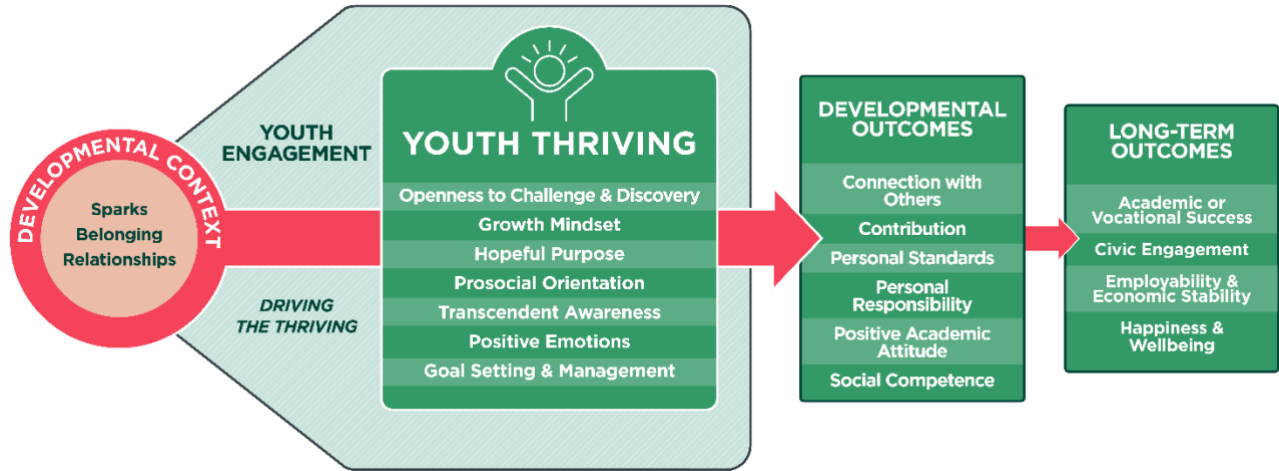 DEVELOPMENTAL CONTEXT
Sparks
Belonging
Relationships
YOUTH
ENGAGEMENT
DRIVING
THE THRIVING
YOUTH THRIVING
Openness to Challenge & Discovery
Growth Mindset
Hopeful Purpose
Prosocial Orientation
Transcendent Awareness
Positive Emotions
Goal Setting & Management
DEVELOPMENTAL
OUTCOMES
Connection with
Others
Contribution
Personal Standards
Personal
Responsibility
Positive Academic
Attitude
Social Competence
LONG-TERM
OUTCOMES
Academic or
Vocational Success
Civic Engagement
Employability &
Economic Stability
Happiness &
Wellbeing